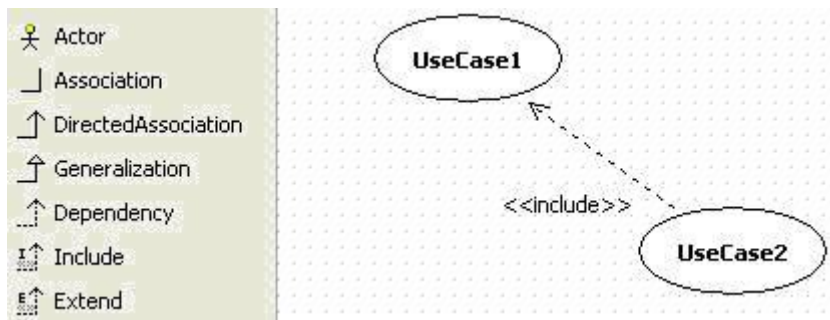 Actor
Association
DirectedAssociation
Generalization
Dependency
I
Include
E
Extend
UseCase1
<<include>>
UseCase2